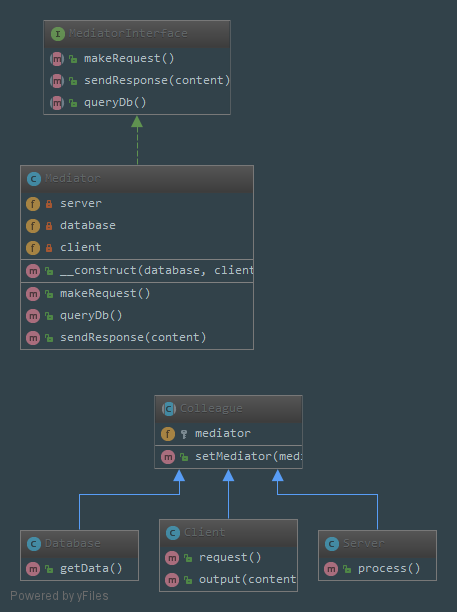 MediatorInterface
makeRequest()
sendResponse(content)
queryDb()
Mediator
server
database
client
__construct(database, client
makeRequest()
queryDb()
sendResponse(content)
Colleague
mediator
setMediator(med
Database
getData()
Client
request()
output(content
Server
process()
Powered by yFiles